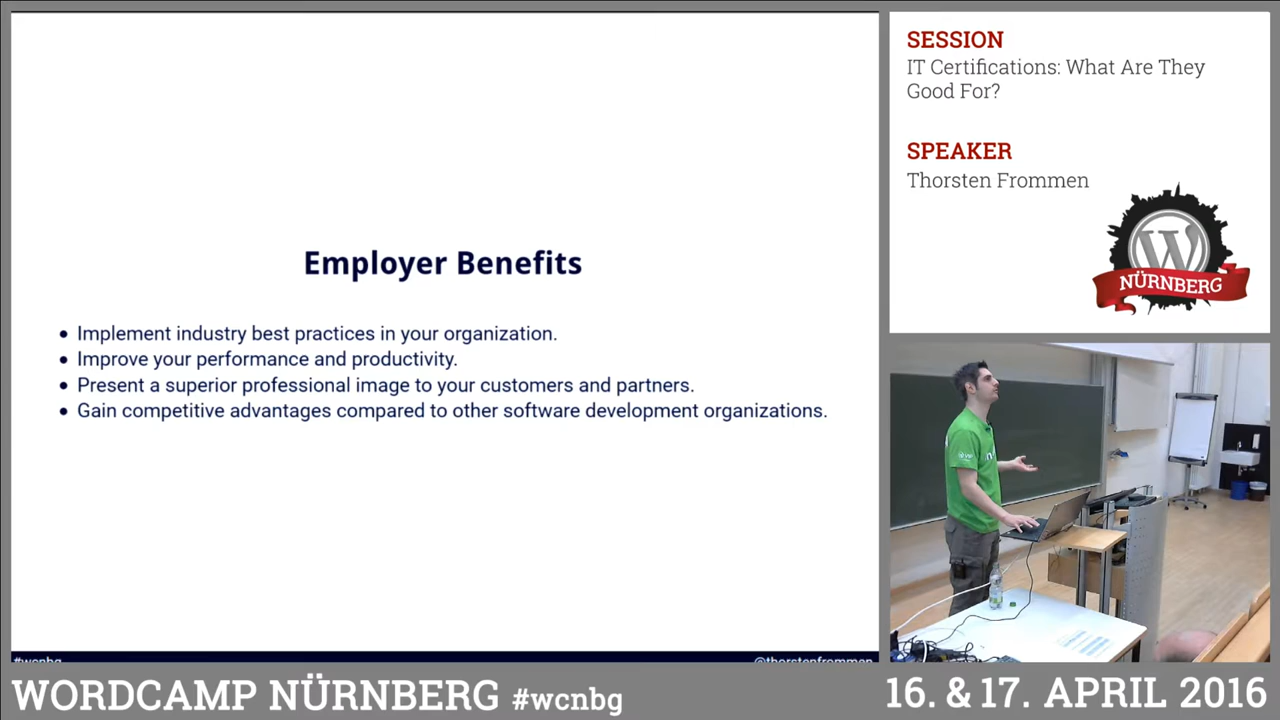 Employer Benefits
Implement industry best practices in your organization.
Improve your performance and productivity.
Present a superior professional image to your customers and partners.
Gain competitive advantages compared to other software development organizations.
#wcnbg
@thorstenfrommen
SESSION
IT Certifications: What Are They
Good For?
SPEAKER
Thorsten Frommen
W
NÜRNBERG
WORDCAMP NÜRNBERG #wcnbg
16. & 17. APRIL 2016